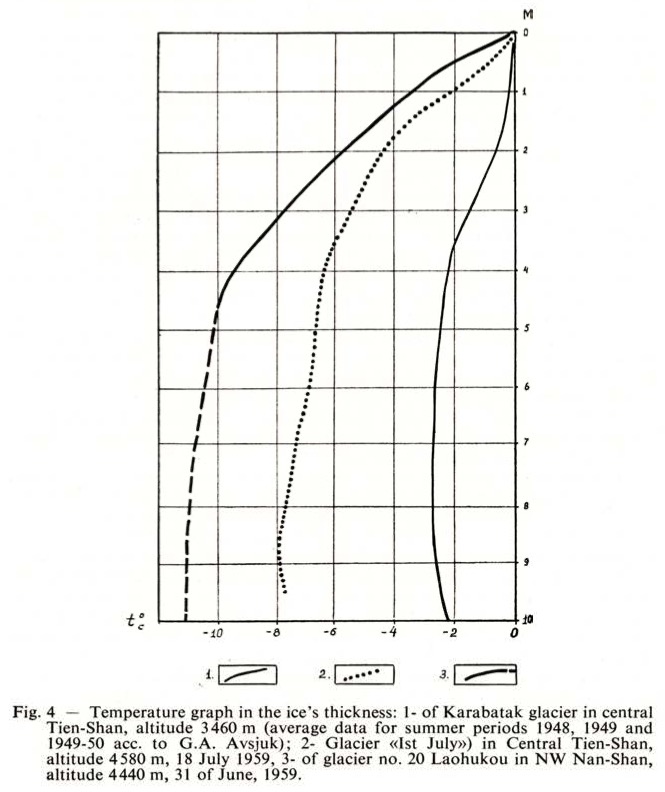 M
0
1
2
3
4
5
6
7
8
9
10
t°c -10 -8 -6 -4 -2 0
1. 2. 3.
Fig. 4 — Temperature graph in the ice's thickness: 1- of Karabatak glacier in central
Tien-Shan, altitude 3460 m (average data for summer periods 1948, 1949 and
1949-50 acc. to G.A. Avsjuk); 2- Glacier «Ist July») in Central Tien-Shan,
altitude 4580 m, 18 July 1959, 3- of glacier no. 20 Laohukou in NW Nan-Shan,
altitude 4440 m, 31 of June, 1959.